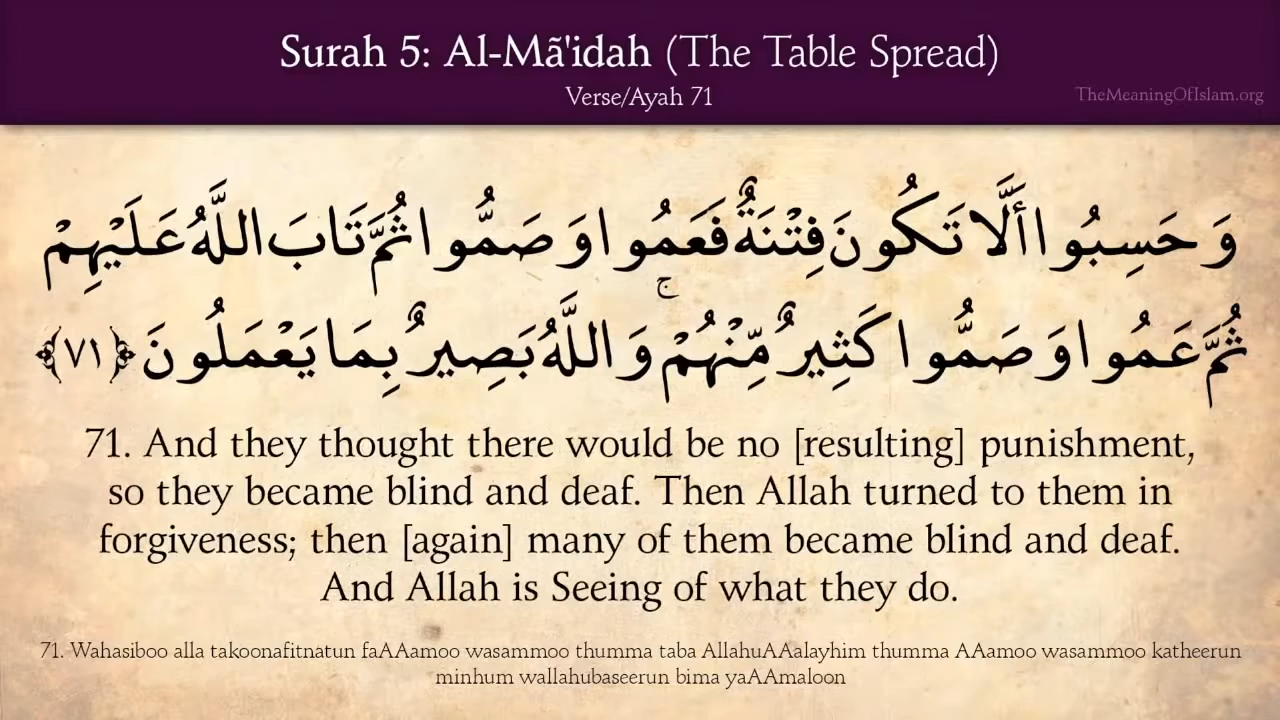 Surah 5: Al-Mã'idah (The Table Spread)
Verse/Ayah 71
TheMeaningOfIslam.org
وَحَسِبُوا أَلَّا تَكُونَ فِتْنَةٌ فَعَمُوا وَصَمُّوا ثُمَّ تَابَ اللَّهُ عَلَيْهِمْ
ثُمَّ عَمُوا وَصَمُّوا كَثِيرٌ مِّنْهُمْ ۚ وَاللَّهُ بَصِيرٌ بِمَا يَعْمَلُونَ ﴿٧١﴾
71. And they thought there would be no [resulting] punishment,
so they became blind and deaf. Then Allah turned to them in
forgiveness; then [again] many of them became blind and deaf.
And Allah is Seeing of what they do.
71. Wahasiboo alla takoonafitnatun faAAamoo wasammoo thumma taba AllahuAAalayhim thumma AAamoo wasammoo katheerun
minhum wallahubaseerun bima yaAAmaloon